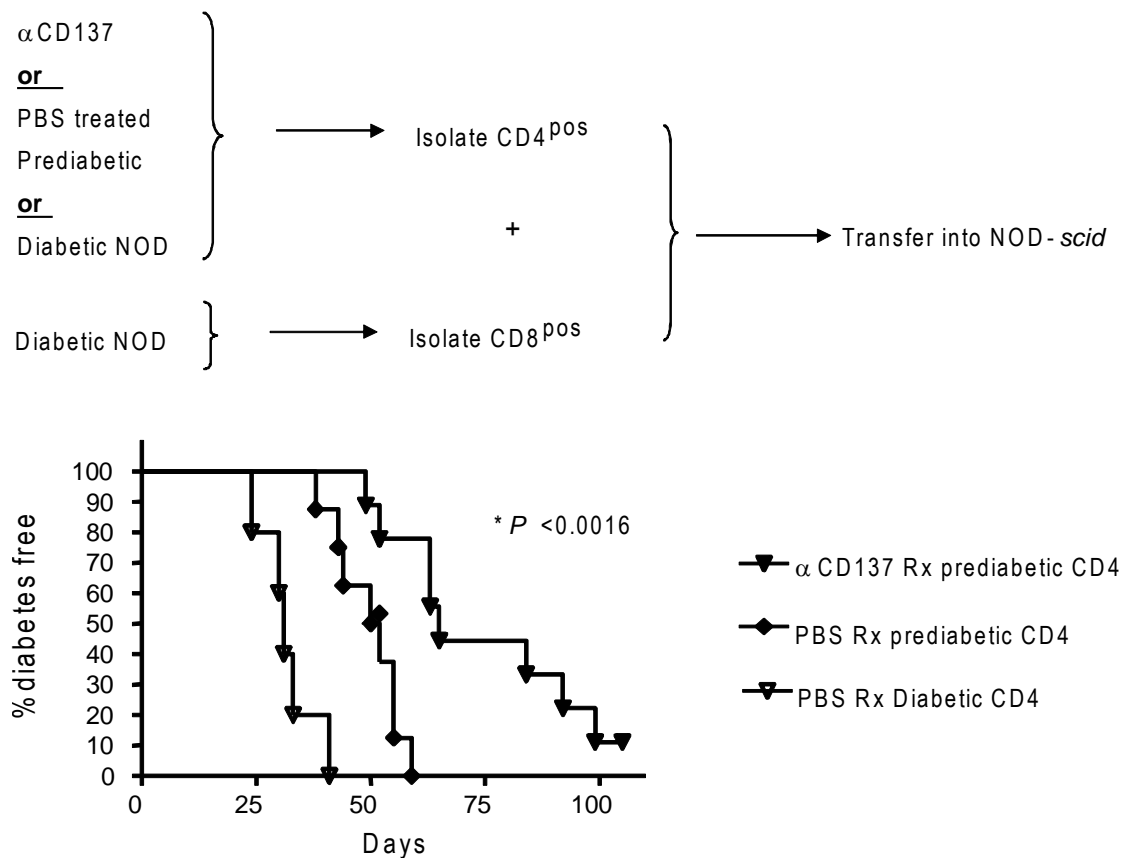 αCD137
or
PBS treated
Prediabetic
or
Diabetic NOD
Isolate CD4pos
+
Diabetic NOD
Isolate CD8pos
Transfer into NOD-scid
% diabetes free
100
90
80
70
60
50
40
30
20
10
0
0 25 50 75 100
Days
* P <0.0016
α CD137 Rx prediabetic CD4
PBS Rx prediabetic CD4
PBS Rx Diabetic CD4